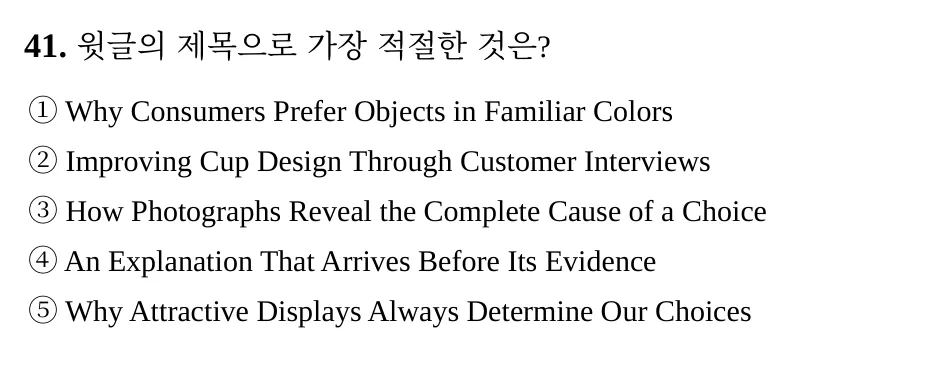 41. 윗글의 제목으로 가장 적절한 것은?
① Why Consumers Prefer Objects in Familiar Colors
② Improving Cup Design Through Customer Interviews
③ How Photographs Reveal the Complete Cause of a Choice
④ An Explanation That Arrives Before Its Evidence
⑤ Why Attractive Displays Always Determine Our Choices